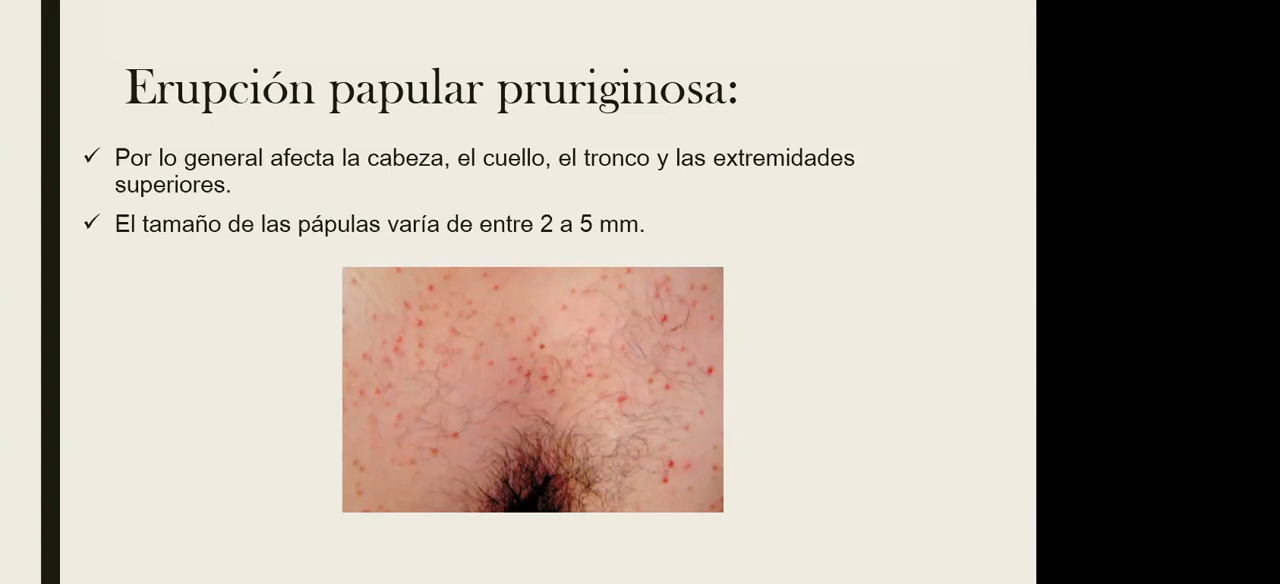 Erupción papular pruriginosa:
✓ Por lo general afecta la cabeza, el cuello, el tronco y las extremidades
superiores.
✓ El tamaño de las pápulas varía de entre 2 a 5 mm.